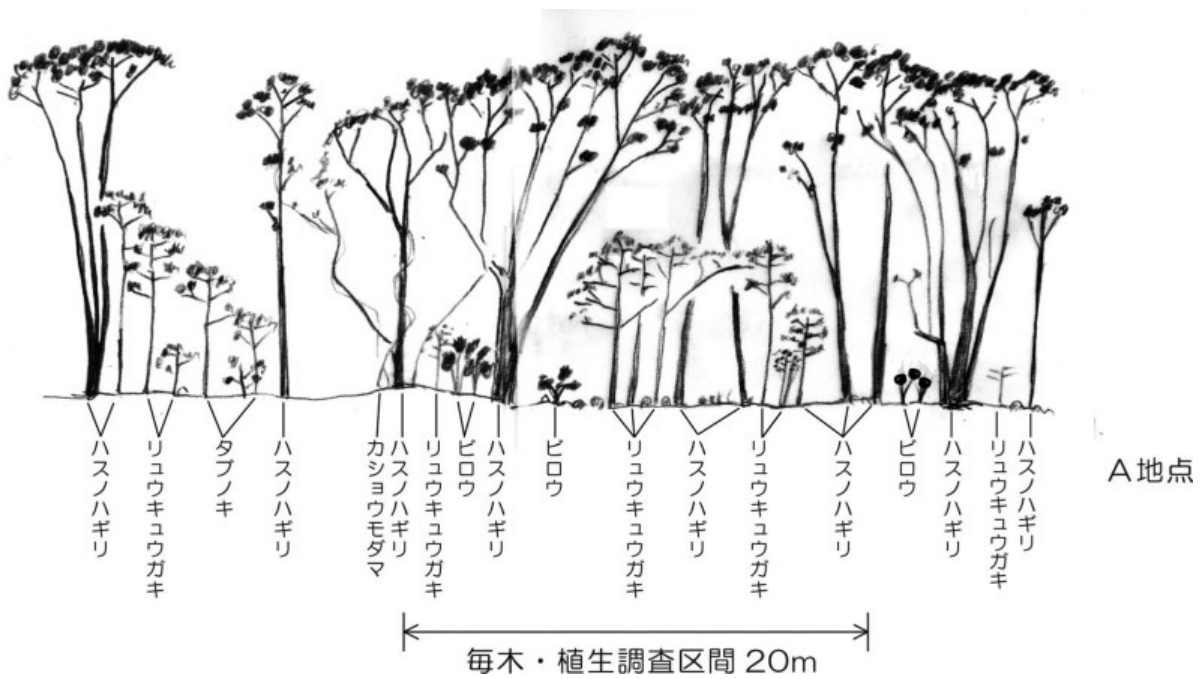 ハスノハギリ
リュウキュウガキ
タブノキ
ハスノハギリ
カショウモダマ
ハスノハギリ
リュウキュウガキ
ビロウ
ハスノハギリ
ビロウ
リュウキュウガキ
ハスノハギリ
リュウキュウガキ
ハスノハギリ
ビロウ
ハスノハギリ
リュウキュウガキ
ハスノハギリ
A地点
毎木・植生調査区間 20m